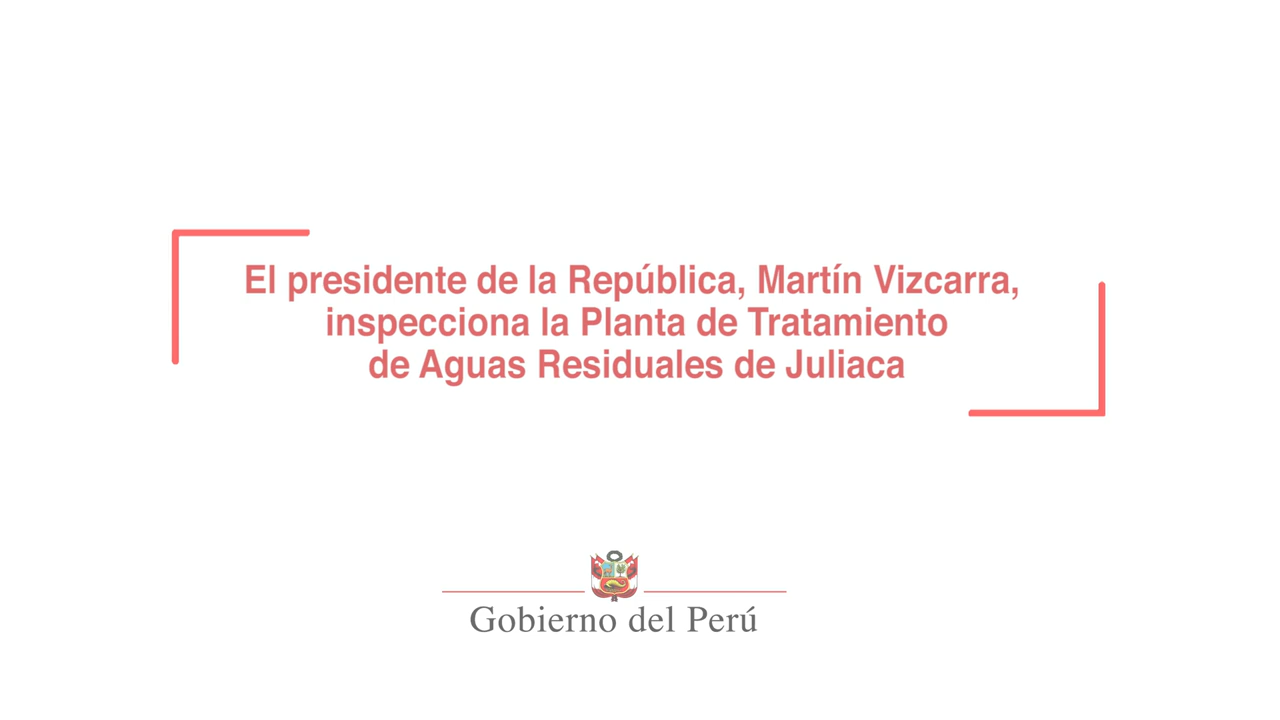 El presidente de la República, Martín Vizcarra,
inspecciona la Planta de Tratamiento
de Aguas Residuales de Juliaca
Gobierno del Perú